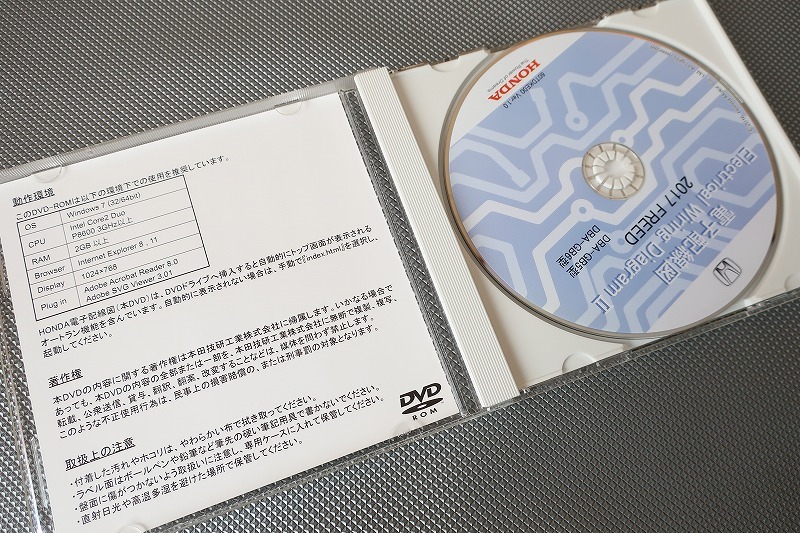 動作環境
このDVD-ROMは以下の環境下での使用を推奨しています。
OS Windows 7 (32/64bit)
CPU Intel Core2 Duo
P8600 3GHz以上
RAM 2GB 以上
Browser Internet Explorer 8 , 11
Display 1024×768
Plug in Adobe Acrobat Reader 8.0
Adobe SVG Viewer 3.01
HONDA電子配線図(本DVD)は、DVDドライブへ挿入すると自動的にトップ画面が表示される
オートラン機能を含んでいます。自動的に表示されない場合は、手動で『index.html』を選択し、
起動してください。
著作権
本DVDの内容に関する著作権は本田技研工業株式会社に帰属します。いかなる場合で
あっても、本DVDの内容の全部または一部を、本田技研工業株式会社に無断で複製、複写、
転載、公衆送信、貸与、翻訳、翻案、改変することなどは、媒体を問わず禁止します。
このような不正使用行為は、民事上の損害賠償の、または刑事罰の対象となります。
取扱上の注意
・付着した汚れやホコリは、やわらかい布で拭き取ってください。
・ラベル面はボールペンや鉛筆など筆先の硬い筆記用具で書かないでください。
・盤面に傷がつかないよう取扱いに注意し、専用ケースに入れて保管してください。
・直射日光や高温多湿を避けた場所で保管してください。
DVD
ROM
HONDA
The Power of Dreams
Ver.1.0
電子配線図
Electrical Wiring Diagram II
2017 FREED
DBA-GB5型
DBA-GB6型